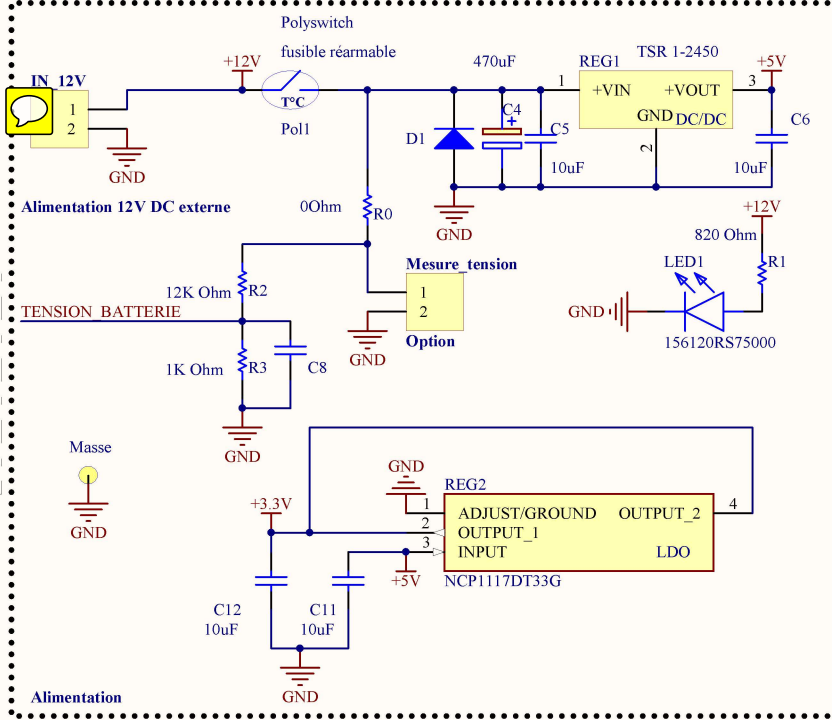 Polyswitch
fusible réarmable
+12V
IN_12V
1
2
GND
T°C
Pol1
470uF
C4
+
D1
C5
10uF
REG1
TSR 1-2450
1
+VIN
+VOUT
3
GND
DC/DC
2
+5V
C6
10uF
GND
Alimentation 12V DC externe
0Ohm
R0
+12V
820 Ohm
R1
LED1
GND
156120RS75000
Mesure_tension
1
2
GND
Option
12K Ohm
R2
TENSION_BATTERIE
1K Ohm
R3
C8
GND
Masse
GND
GND
REG2
+3.3V
1
ADJUST/GROUND
OUTPUT_2
4
2
OUTPUT_1
3
INPUT
LDO
+5V
NCP1117DT33G
C12
10uF
C11
10uF
GND
Alimentation